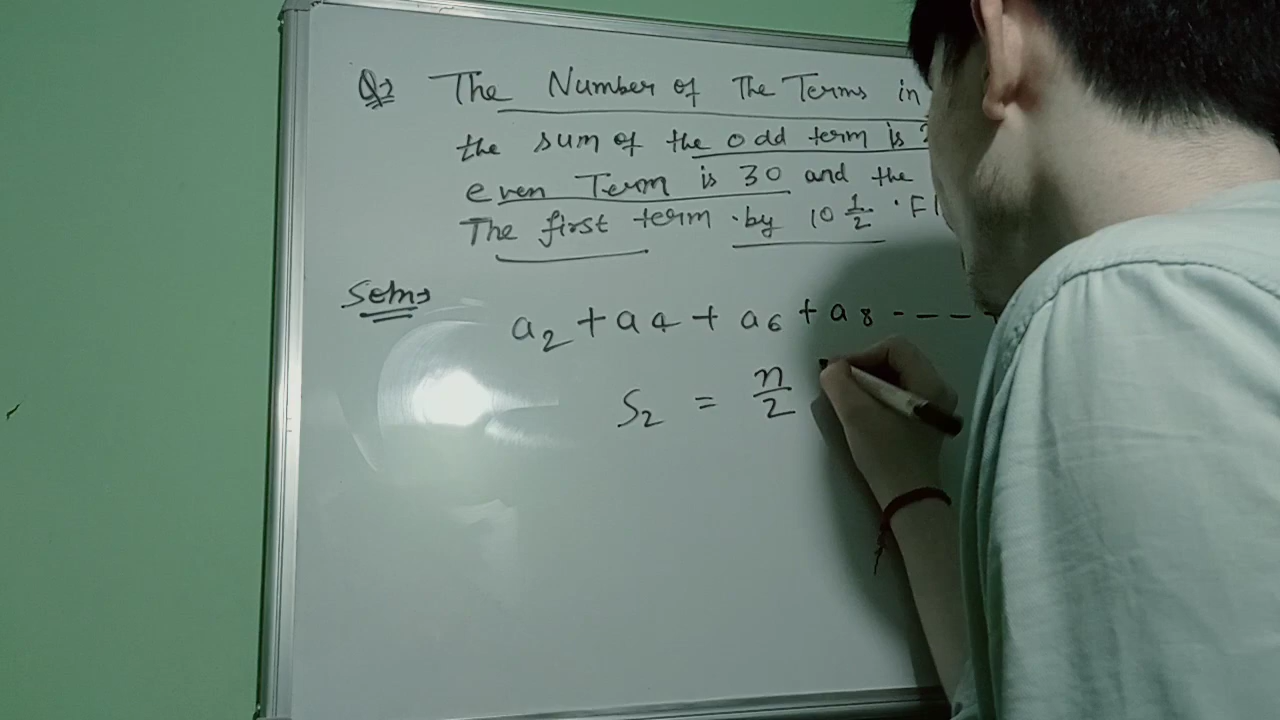 Q2 The Number of The Terms in
the sum of the odd term is
even Term is 30 and the
The first term . by 10 1/2 .
Soln⇒
a2 + a4 + a6 + a8 - - - -
S2 = n/2